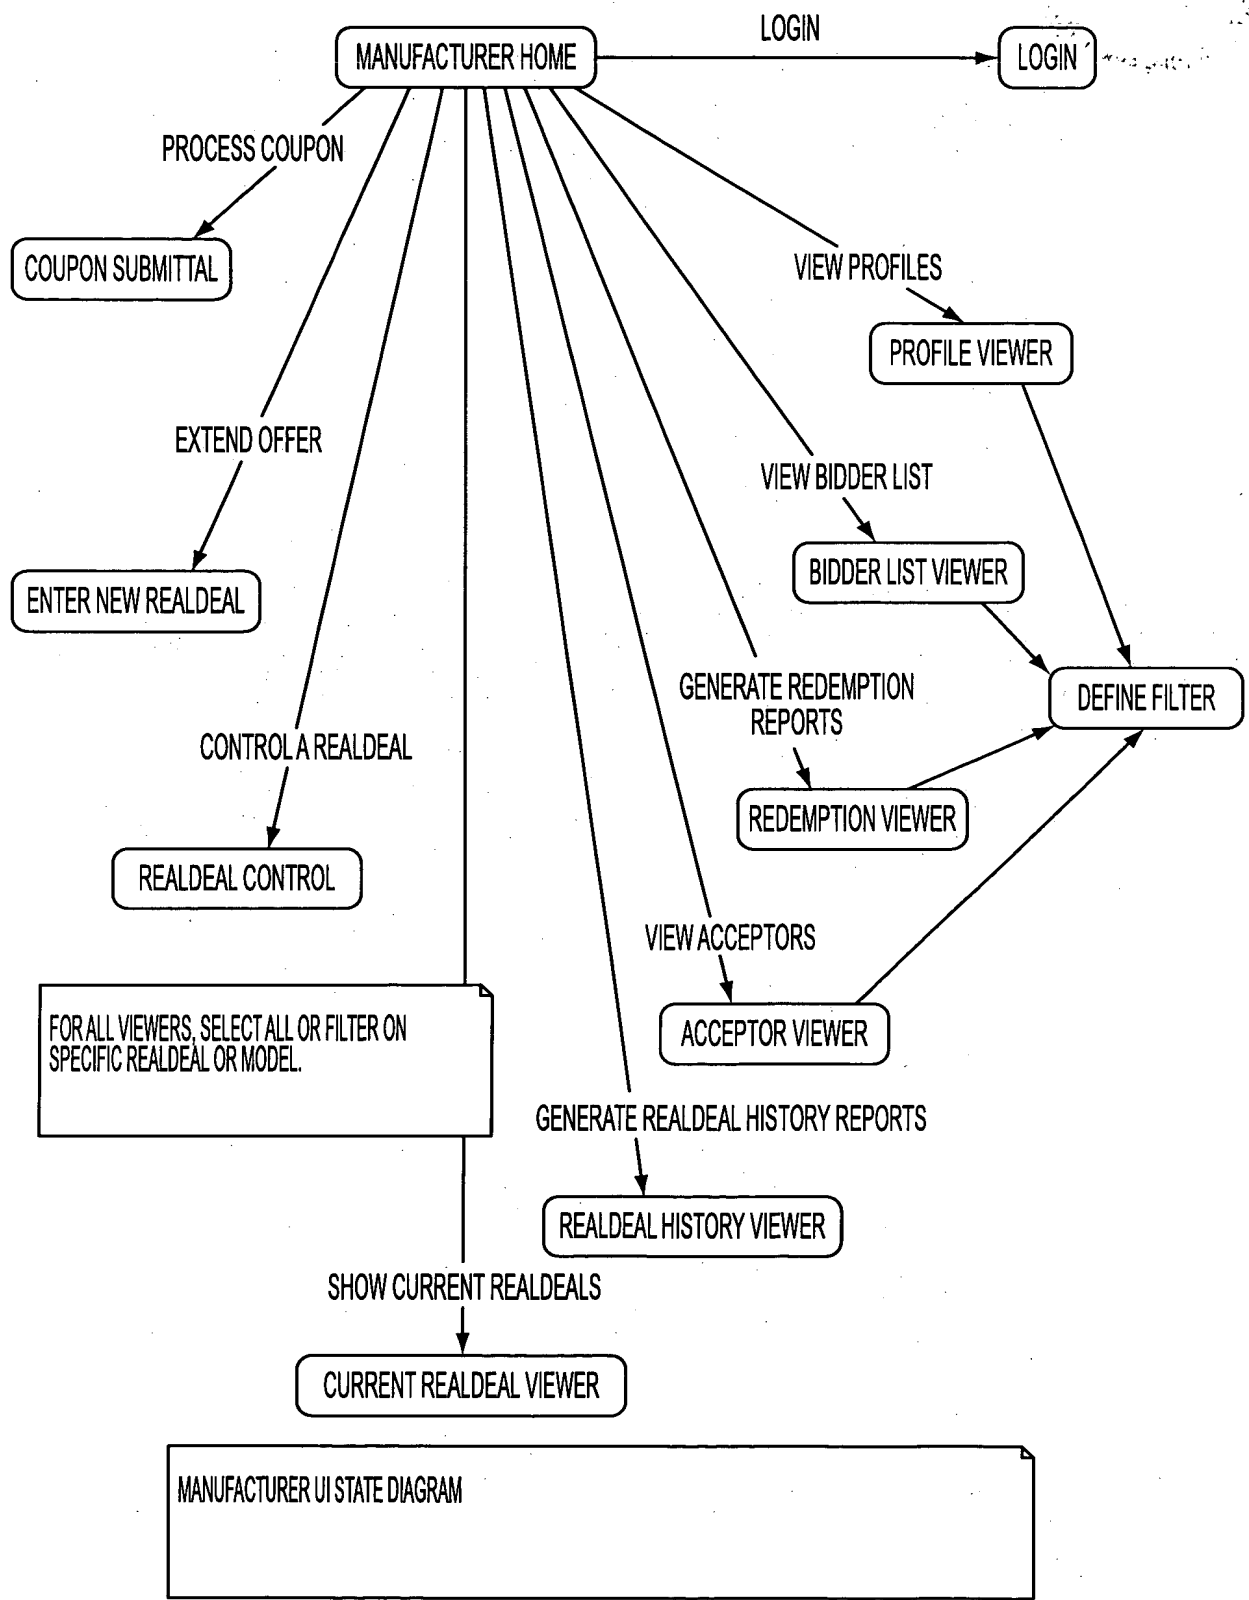 LOGIN
MANUFACTURER HOME
LOGIN
PROCESS COUPON
COUPON SUBMITTAL
VIEW PROFILES
PROFILE VIEWER
EXTEND OFFER
VIEW BIDDER LIST
BIDDER LIST VIEWER
ENTER NEW REALDEAL
GENERATE REDEMPTION
REPORTS
DEFINE FILTER
CONTROL A REALDEAL
REDEMPTION VIEWER
REALDEAL CONTROL
VIEW ACCEPTORS
ACCEPTOR VIEWER
FOR ALL VIEWERS, SELECT ALL OR FILTER ON
SPECIFIC REALDEAL OR MODEL.
GENERATE REALDEAL HISTORY REPORTS
REALDEAL HISTORY VIEWER
SHOW CURRENT REALDEALS
CURRENT REALDEAL VIEWER
MANUFACTURER UI STATE DIAGRAM